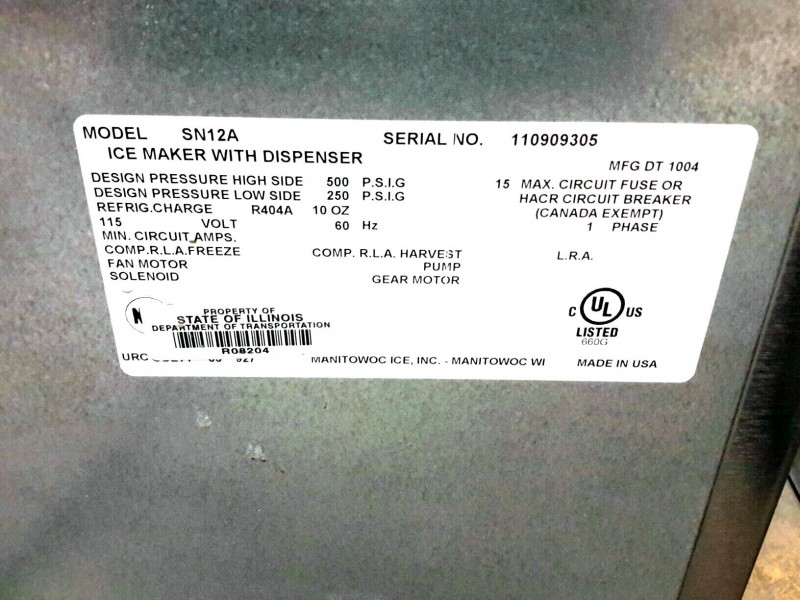 MODEL SN12A SERIAL NO. 110909305
ICE MAKER WITH DISPENSER
MFG DT 1004
DESIGN PRESSURE HIGH SIDE 500 P.S.I.G
DESIGN PRESSURE LOW SIDE 250 P.S.I.G
REFRIG.CHARGE R404A 10 OZ
115 VOLT 60 Hz
15 MAX. CIRCUIT FUSE OR
HACR CIRCUIT BREAKER
(CANADA EXEMPT)
1 PHASE
MIN. CIRCUIT AMPS.
COMP.R.L.A.FREEZE COMP. R.L.A. HARVEST L.R.A.
FAN MOTOR PUMP
SOLENOID GEAR MOTOR
N
PROPERTY OF
STATE OF ILLINOIS
DEPARTMENT OF TRANSPORTATION
R08204
C UL US
LISTED
660G
MANITOWOC ICE, INC. - MANITOWOC WI MADE IN USA